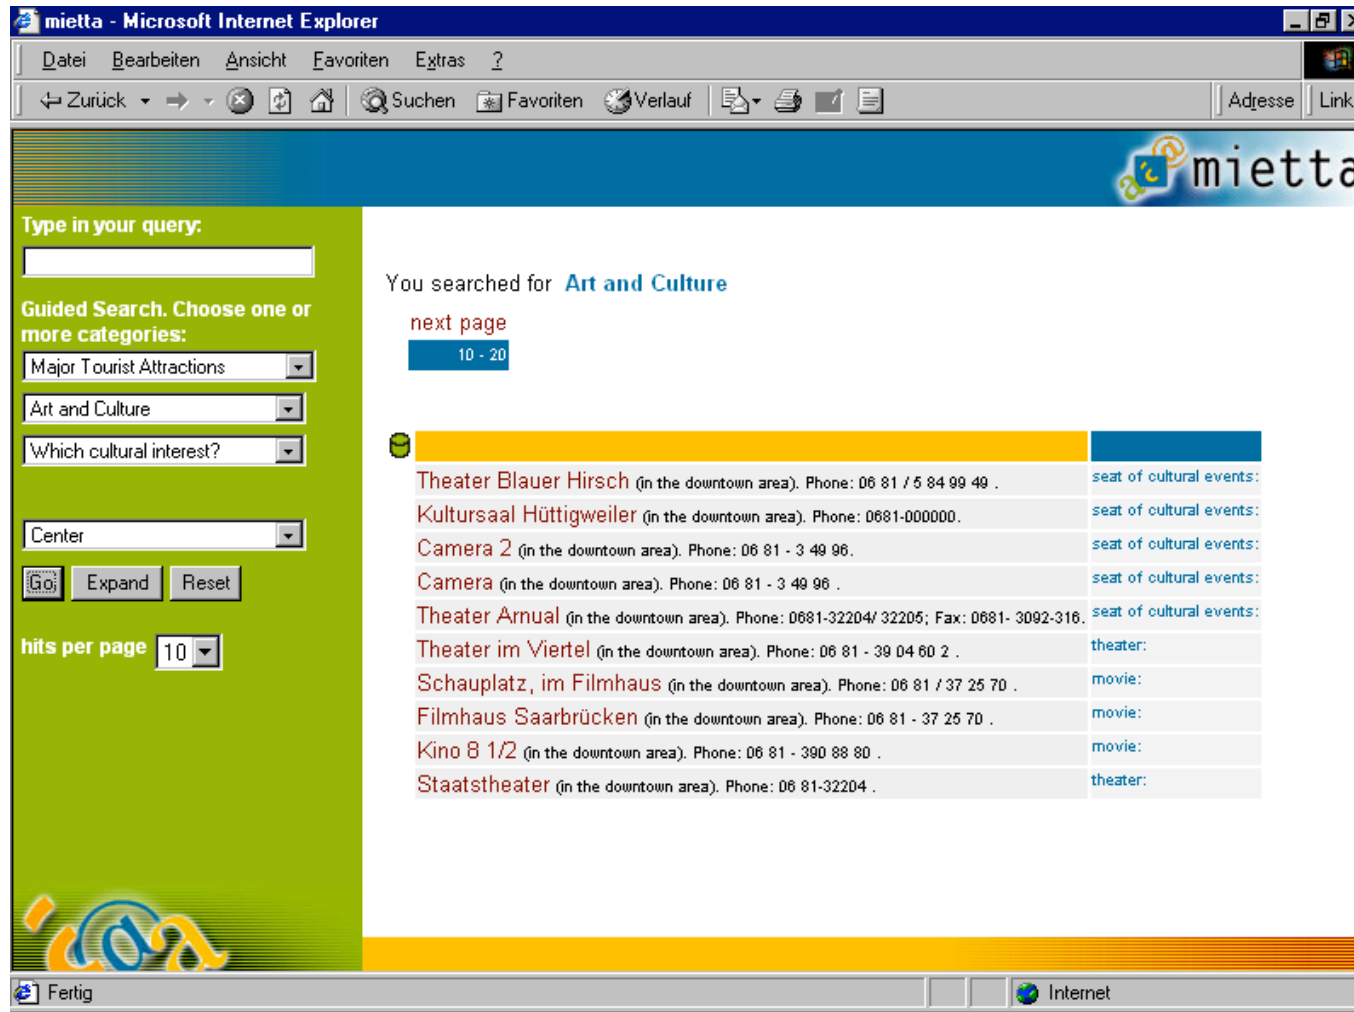 mietta - Microsoft Internet Explorer
Datei Bearbeiten Ansicht Favoriten Extras ?
Zurück Suchen Favoriten Verlauf Adresse Link
mietta
Type in your query:
You searched for Art and Culture
Guided Search. Choose one or
more categories:
next page
10 - 20
Major Tourist Attractions
Art and Culture
Which cultural interest?
Center
Go Expand Reset
hits per page 10
Theater Blauer Hirsch (in the downtown area). Phone: 06 81 / 5 84 99 49 . seat of cultural events:
Kultursaal Hüttigweiler (in the downtown area). Phone: 0681-000000. seat of cultural events:
Camera 2 (in the downtown area). Phone: 06 81 - 3 49 96. seat of cultural events:
Camera (in the downtown area). Phone: 06 81 - 3 49 96 . seat of cultural events:
Theater Arnual (in the downtown area). Phone: 0681-32204/ 32205; Fax: 0681- 3092-316. seat of cultural events:
Theater im Viertel (in the downtown area). Phone: 06 81 - 39 04 60 2 . theater:
Schauplatz, im Filmhaus (in the downtown area). Phone: 06 81 / 37 25 70 . movie:
Filmhaus Saarbrücken (in the downtown area). Phone: 06 81 - 37 25 70 . movie:
Kino 8 1/2 (in the downtown area). Phone: 06 81 - 390 88 80 . movie:
Staatstheater (in the downtown area). Phone: 06 81-32204 . theater:
Fertig Internet